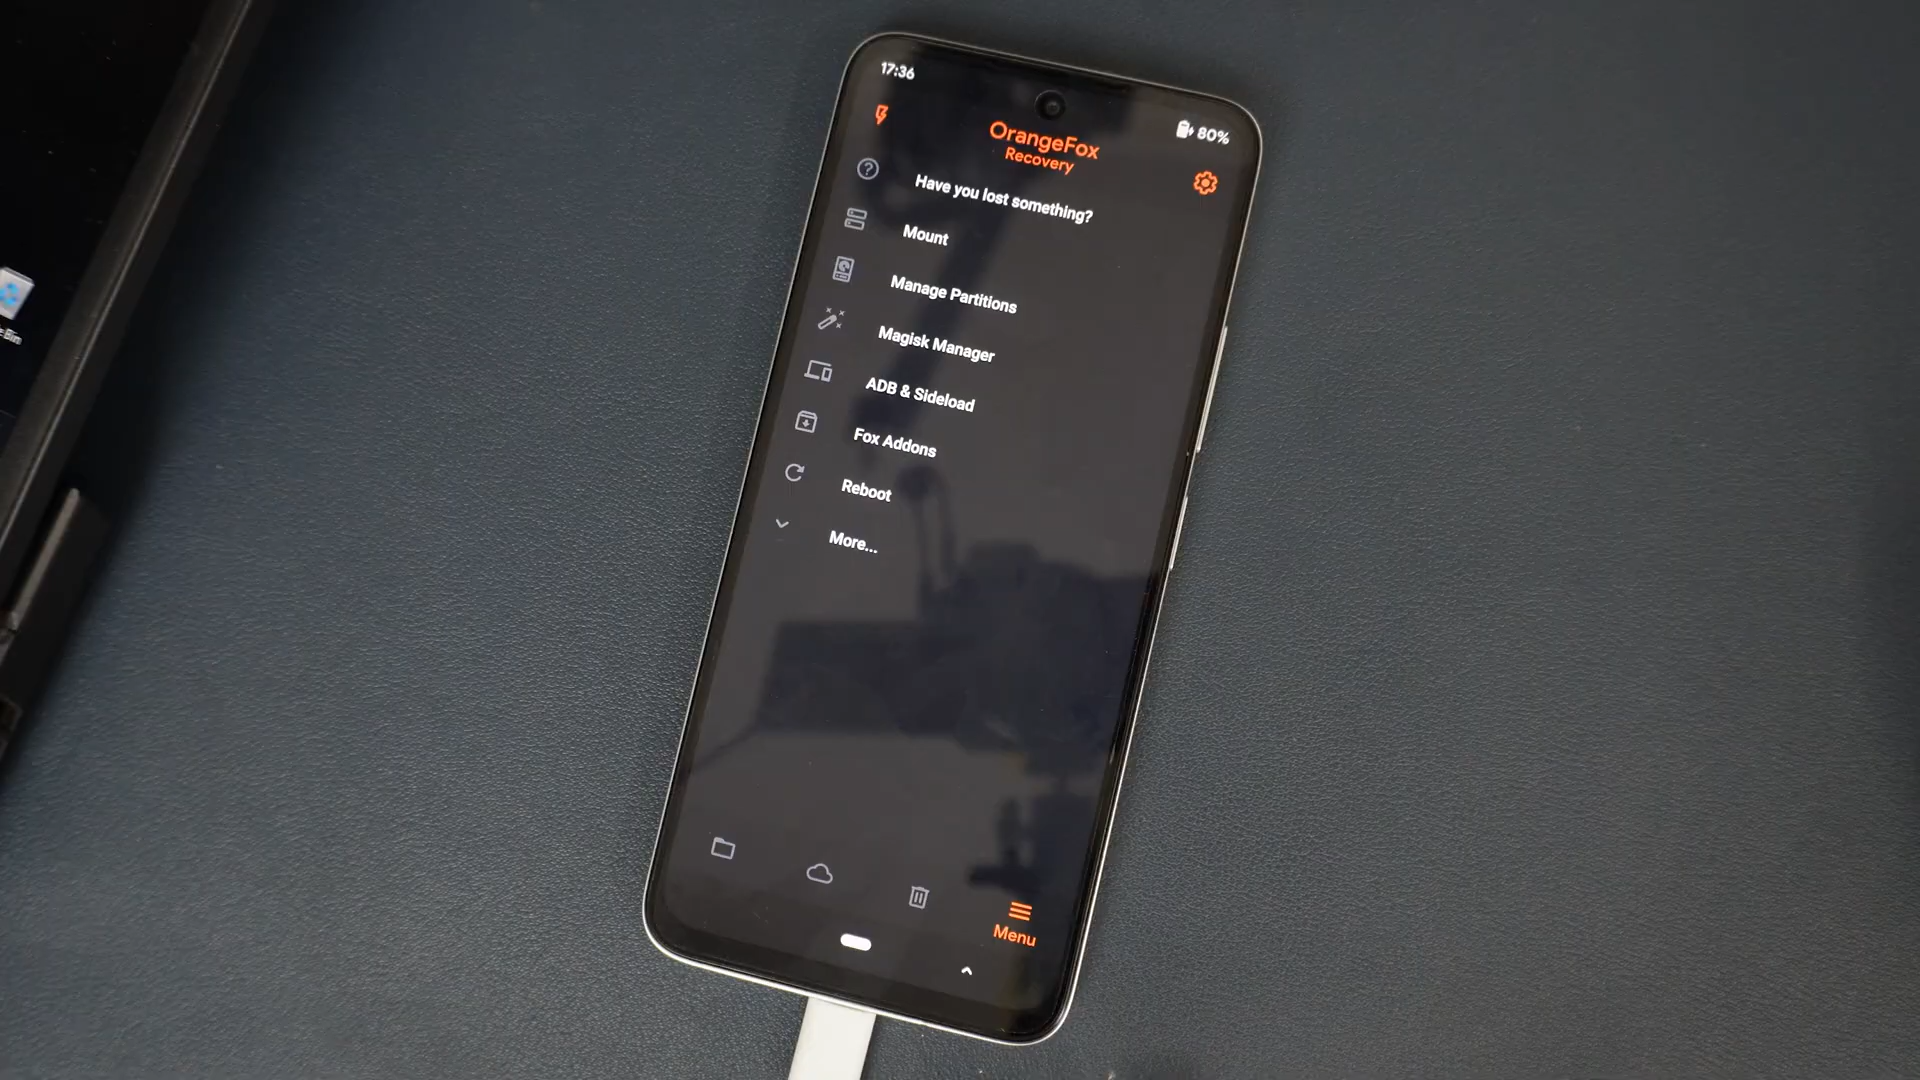 17:36
80%
OrangeFox
Recovery
Have you lost something?
Mount
Manage Partitions
Magisk Manager
ADB & Sideload
Fox Addons
Reboot
More...
Menu
Bin